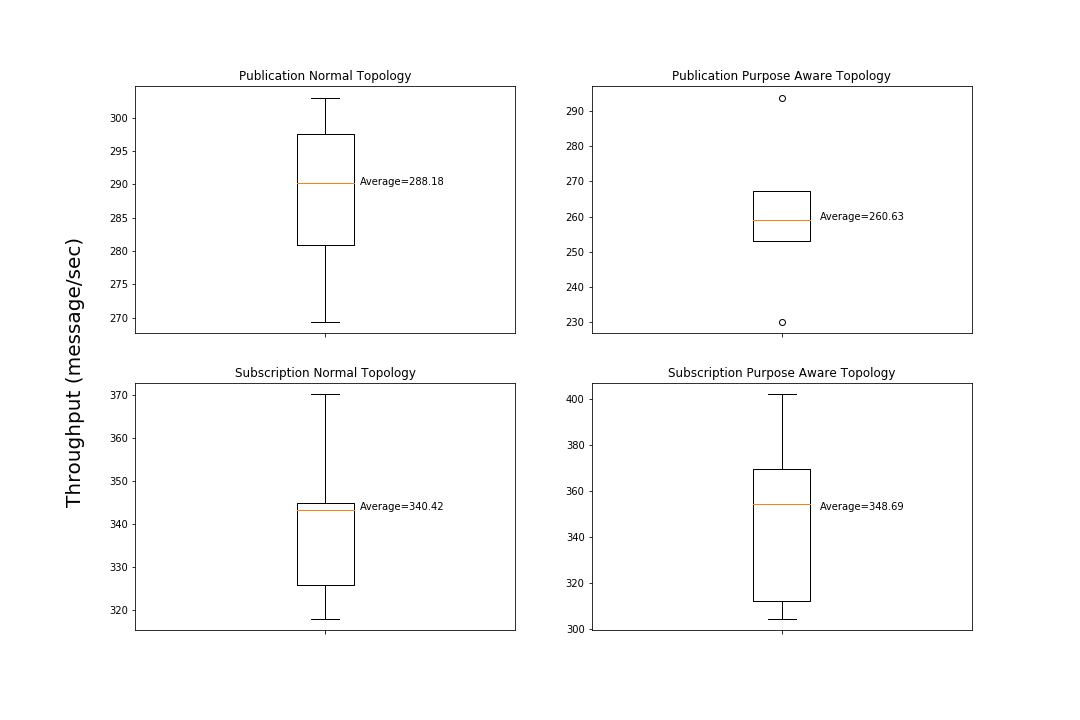 Throughput (message/sec)
Publication Normal Topology
300
295
290
285
280
275
270
Average=288.18
Publication Purpose Aware Topology
290
280
270
260
250
240
230
Average=260.63
Subscription Normal Topology
370
360
350
340
330
320
Average=340.42
Subscription Purpose Aware Topology
400
380
360
340
320
300
Average=348.69